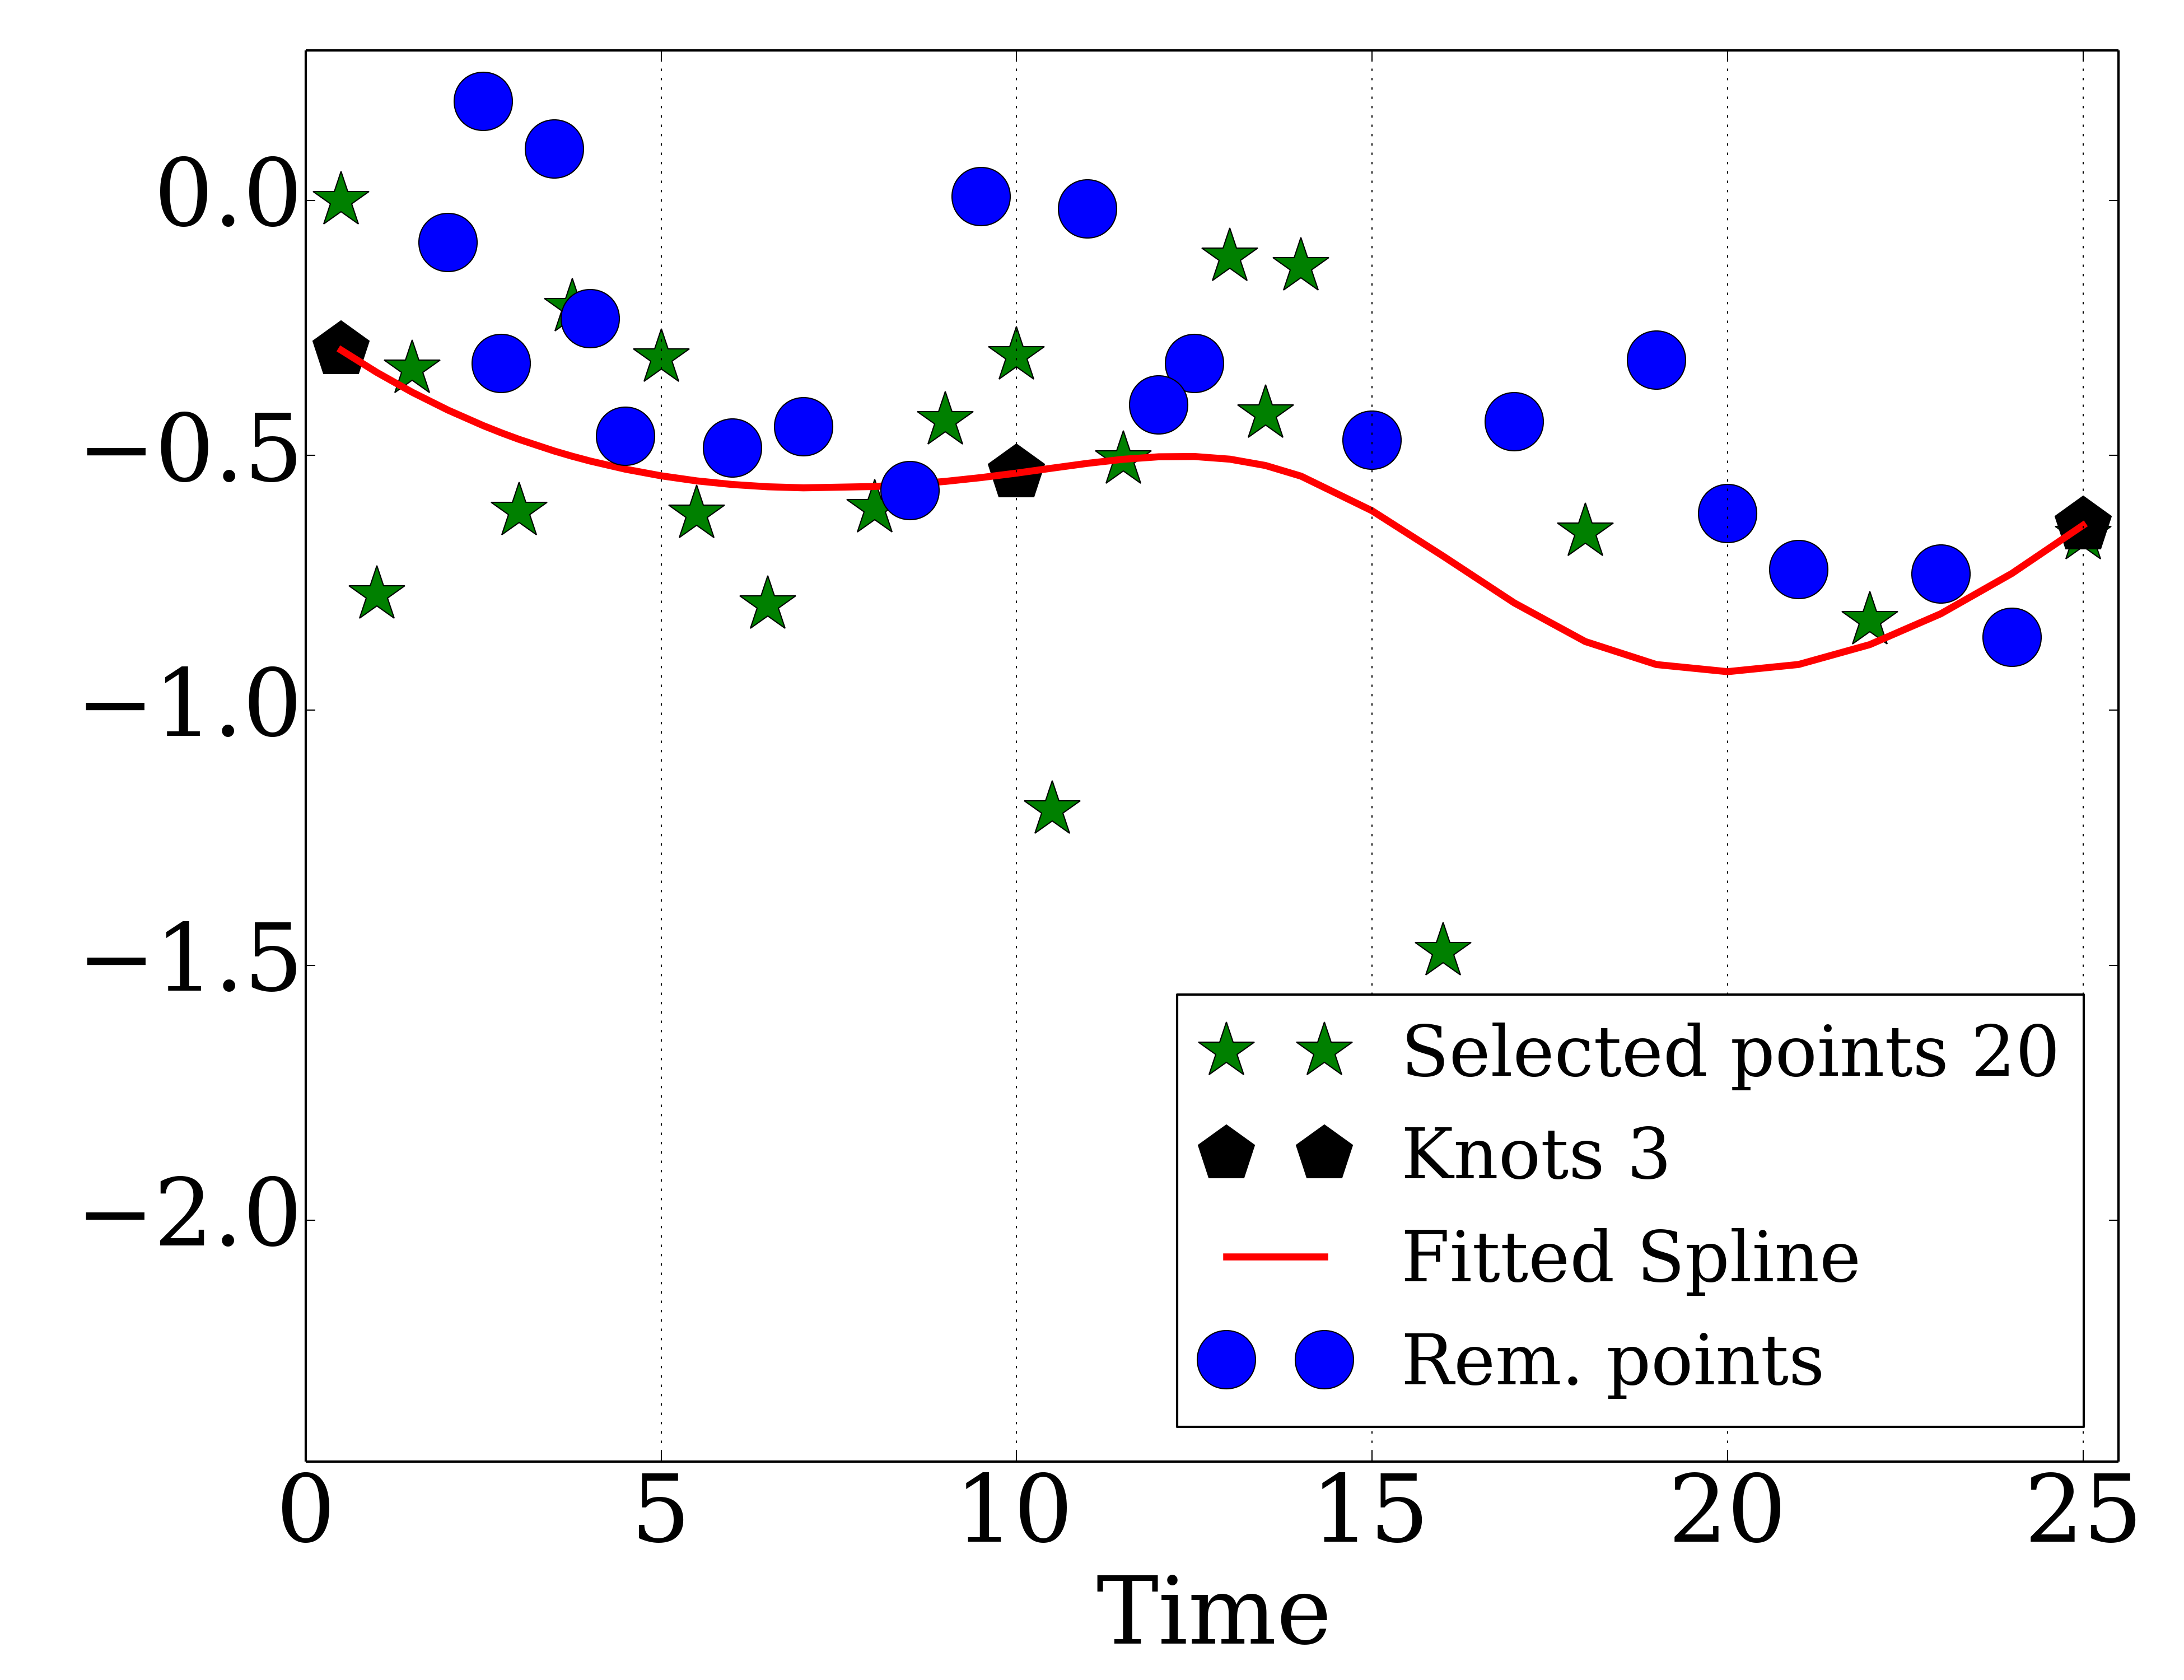 0.0
−0.5
−1.0
−1.5
−2.0
Selected points 20
Knots 3
Fitted Spline
Rem. points
0 5 10 15 20 25
Time